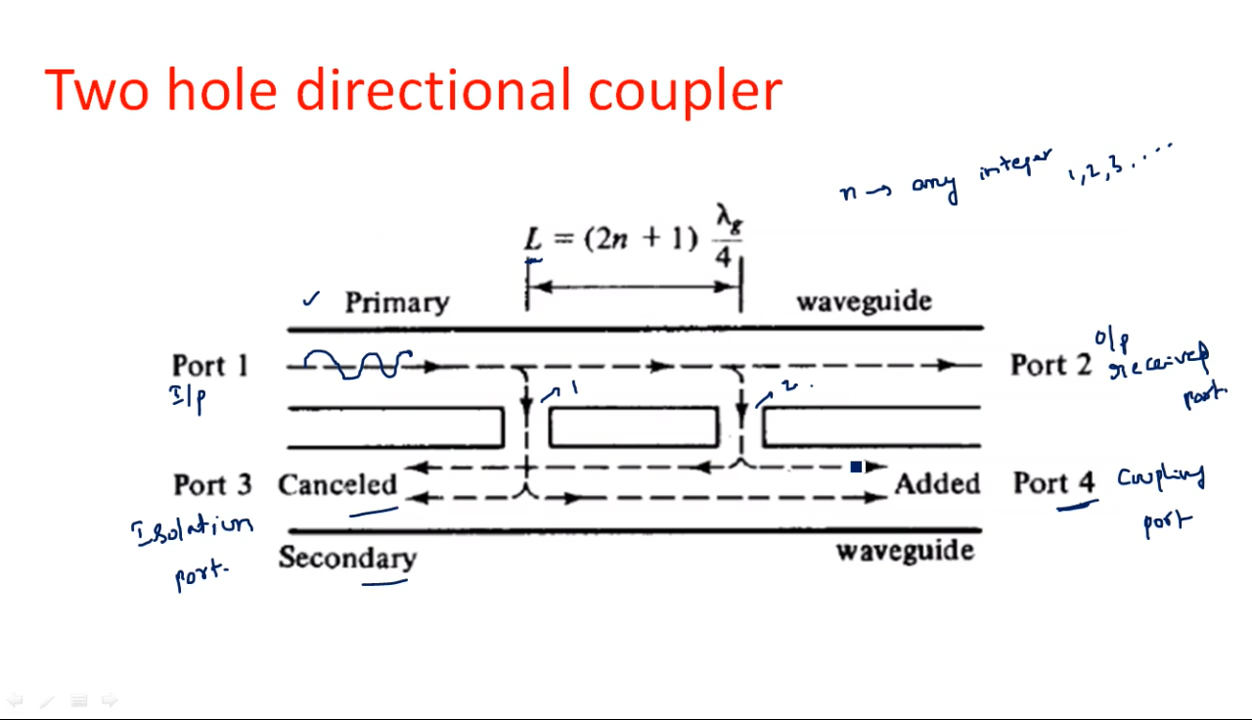 Two hole directional coupler
n → any integer 1,2,3....
L = (2n + 1) λg/4
✓ Primary waveguide
Port 1 Port 2 o/p
I/p received
port.
1 2
Port 3 Canceled Added Port 4 Coupling
port
Isolation
port.
Secondary waveguide